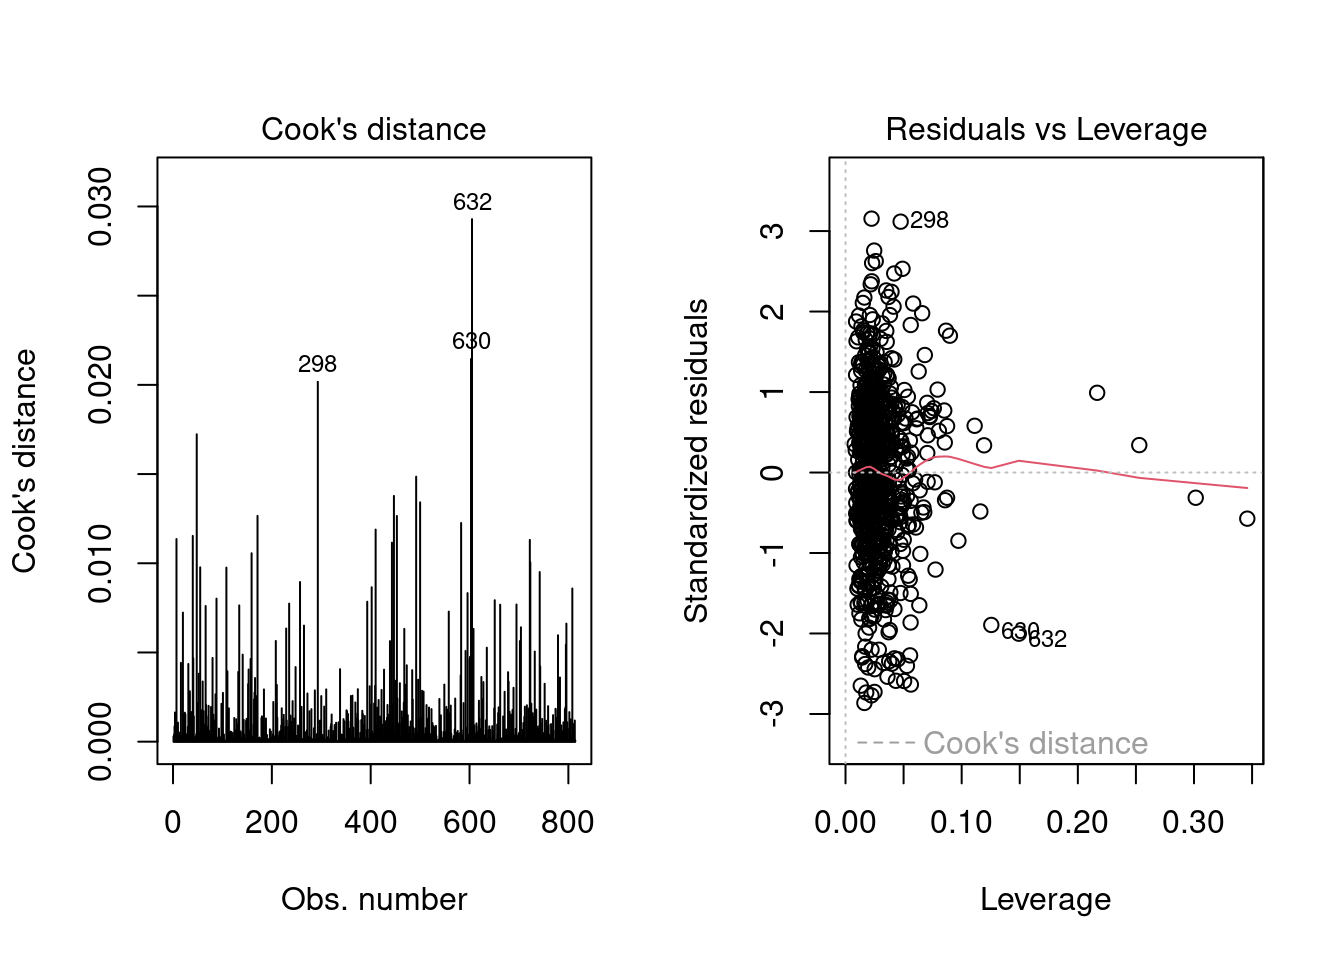 Cook's distance
Cook's distance
0.000
0.010
0.020
0.030
632
630
298
0 200 400 600 800
Obs. number
Residuals vs Leverage
Standardized residuals
-3
-2
-1
0
1
2
3
298
630
632
Cook's distance
0.00 0.10 0.20 0.30
Leverage